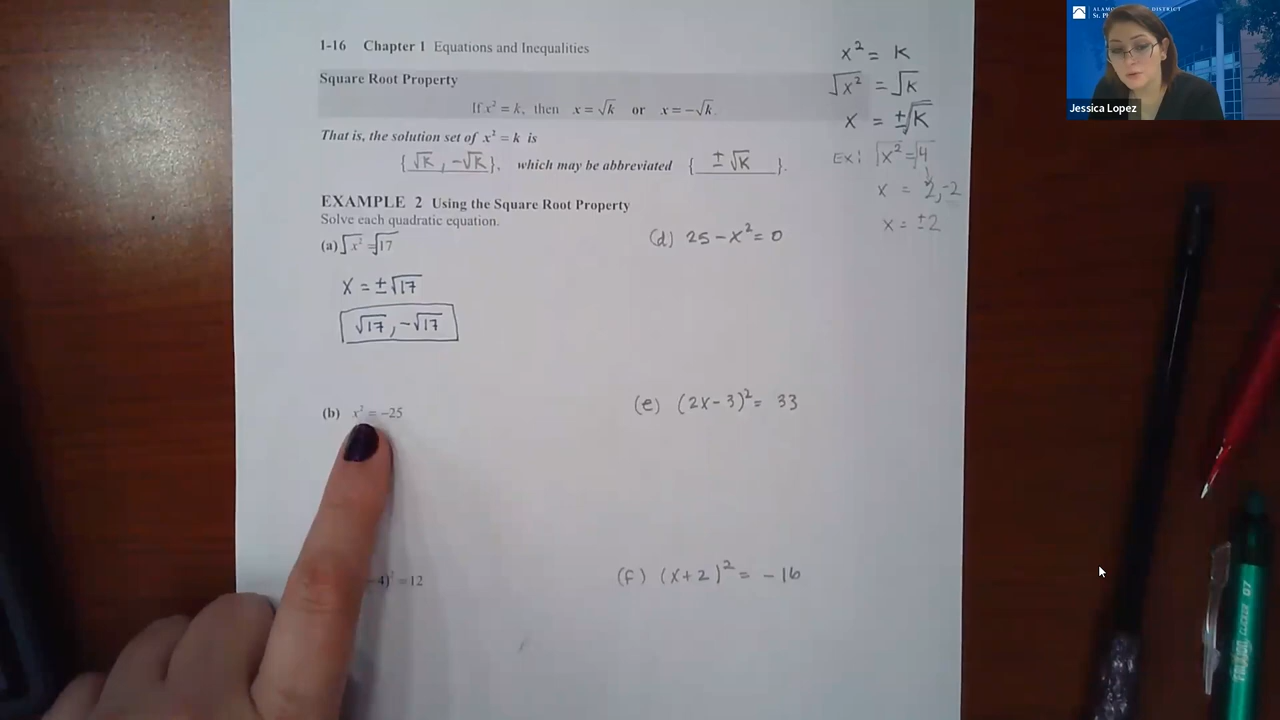 1-16 Chapter 1 Equations and Inequalities
Square Root Property
If x² = k, then x = √k or x = −√k.
That is, the solution set of x² = k is
{ √K , −√K }, which may be abbreviated { ± √K }.
EXAMPLE 2 Using the Square Root Property
Solve each quadratic equation.
(a) √x² = √17
X = ±√17
√17 , −√17
(b) x² = −25
4)² = 12
(d) 25 − x² = 0
(e) (2x − 3)² = 33
(f) (x + 2)² = −16
x² = K
√x² = √K
x = ±√K
Ex: √x² = √4
x = 2, −2
x = ±2
Jessica Lopez
CLICKER 07